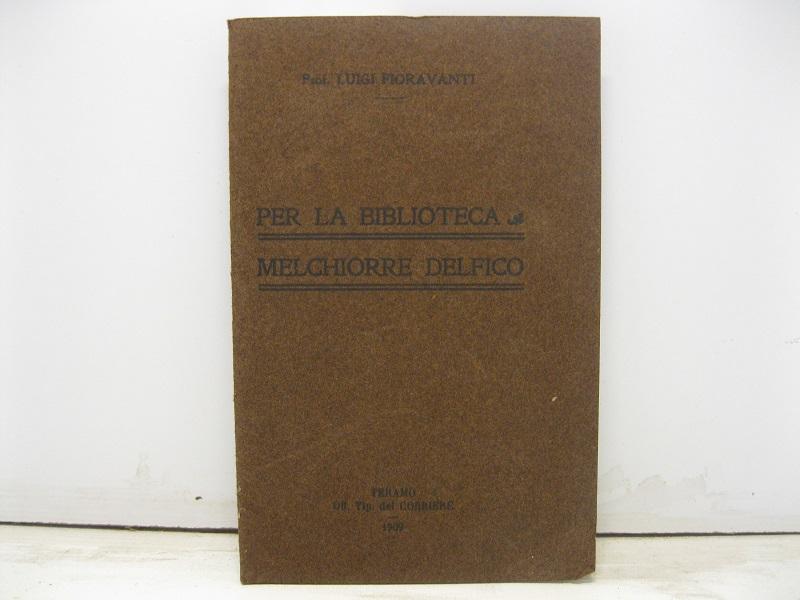 Prof. LUIGI FIORAVANTI
PER LA BIBLIOTECA
MELCHIORRE DELFICO
TERAMO
Off. Tip. del CORRIERE
1909